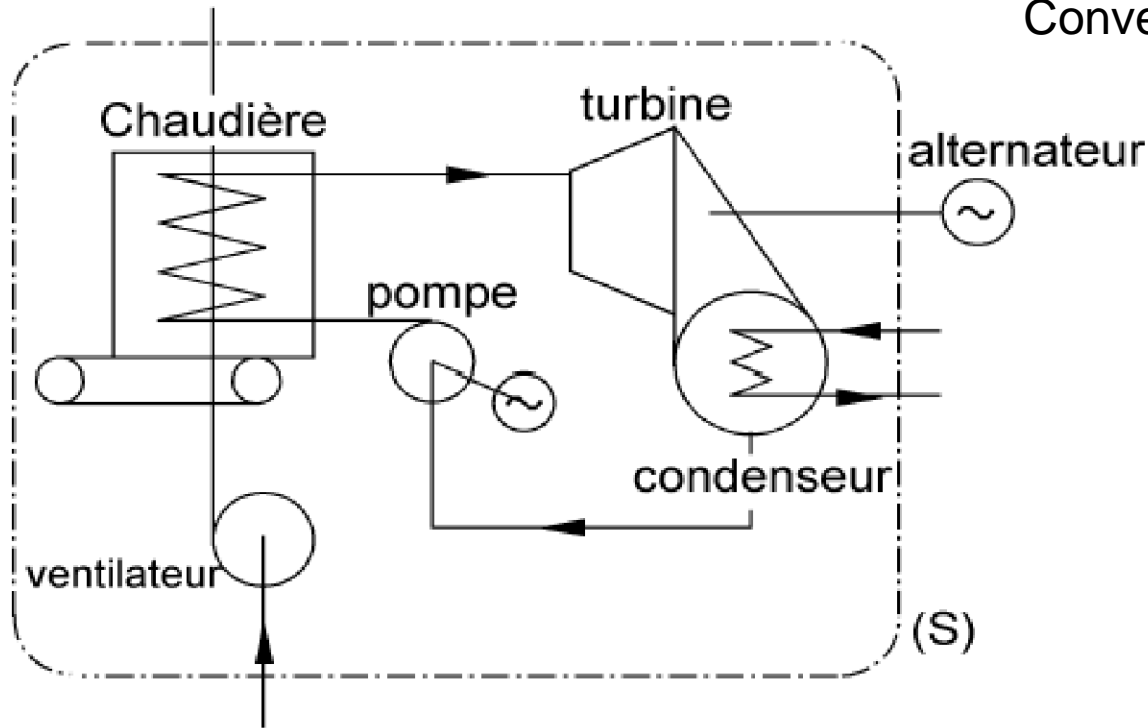 Conve
Chaudière
turbine
alternateur
pompe
condenseur
ventilateur
(S)